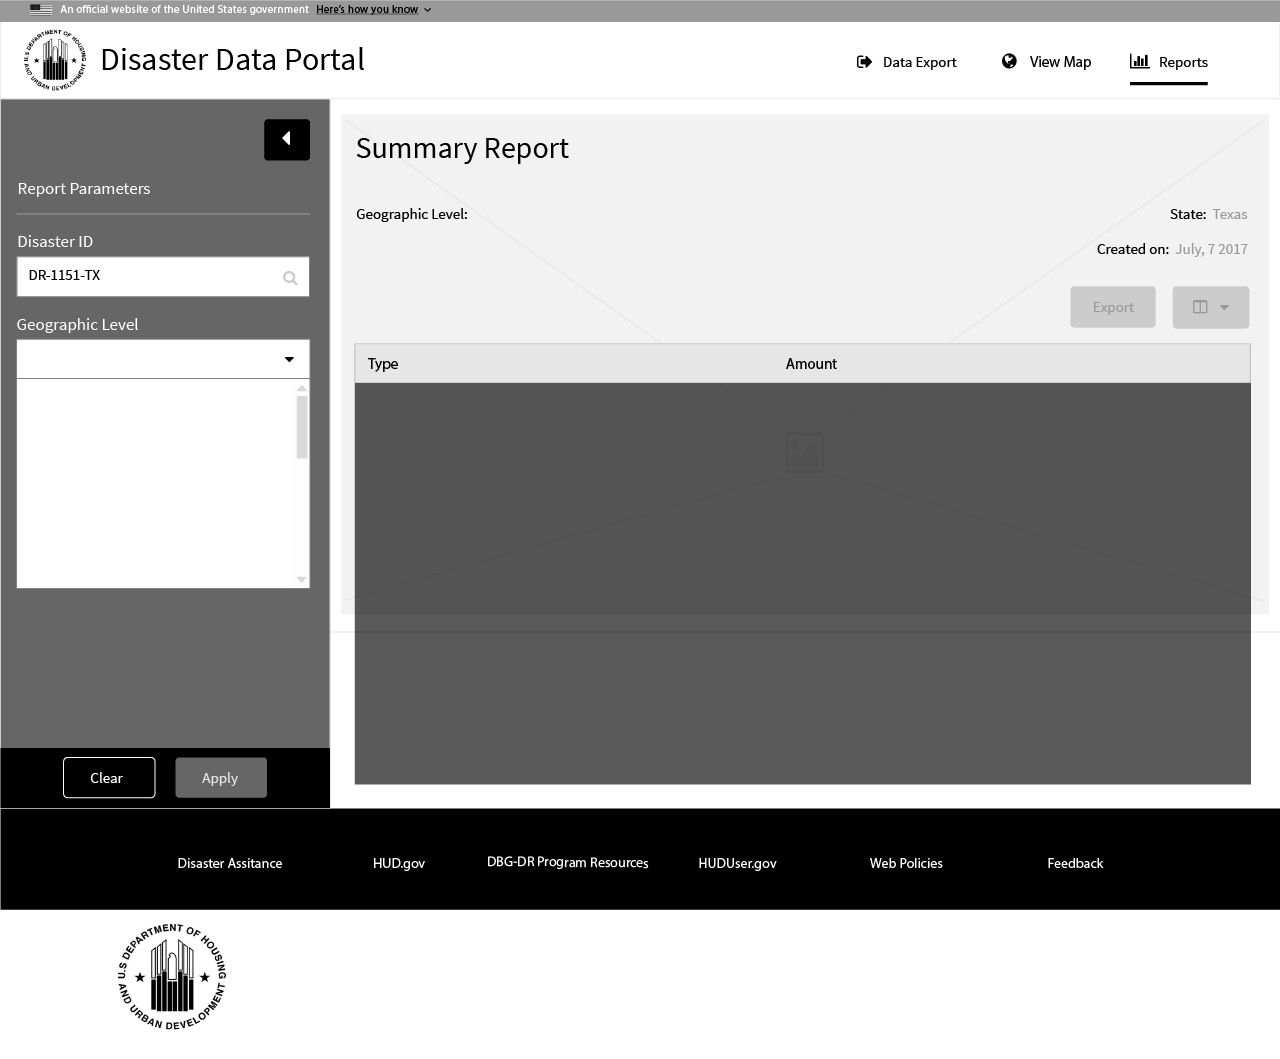 An official website of the United States government Here's how you know
U.S DEPARTMENT OF HOUSING AND URBAN DEVELOPMENT
Disaster Data Portal
Data Export
View Map
Reports
Report Parameters
Disaster ID
DR-1151-TX
Geographic Level
Clear
Apply
Summary Report
Geographic Level:
State: Texas
Created on: July, 7 2017
Export
Type Amount
Disaster Assitance
HUD.gov
DBG-DR Program Resources
HUDUser.gov
Web Policies
Feedback
U.S DEPARTMENT OF HOUSING AND URBAN DEVELOPMENT